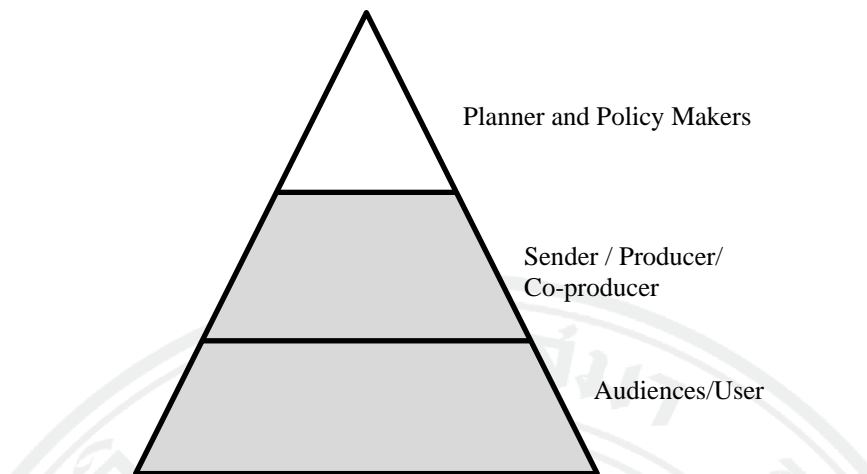 Planner and Policy Makers
Sender / Producer/
Co-producer
Audiences/User